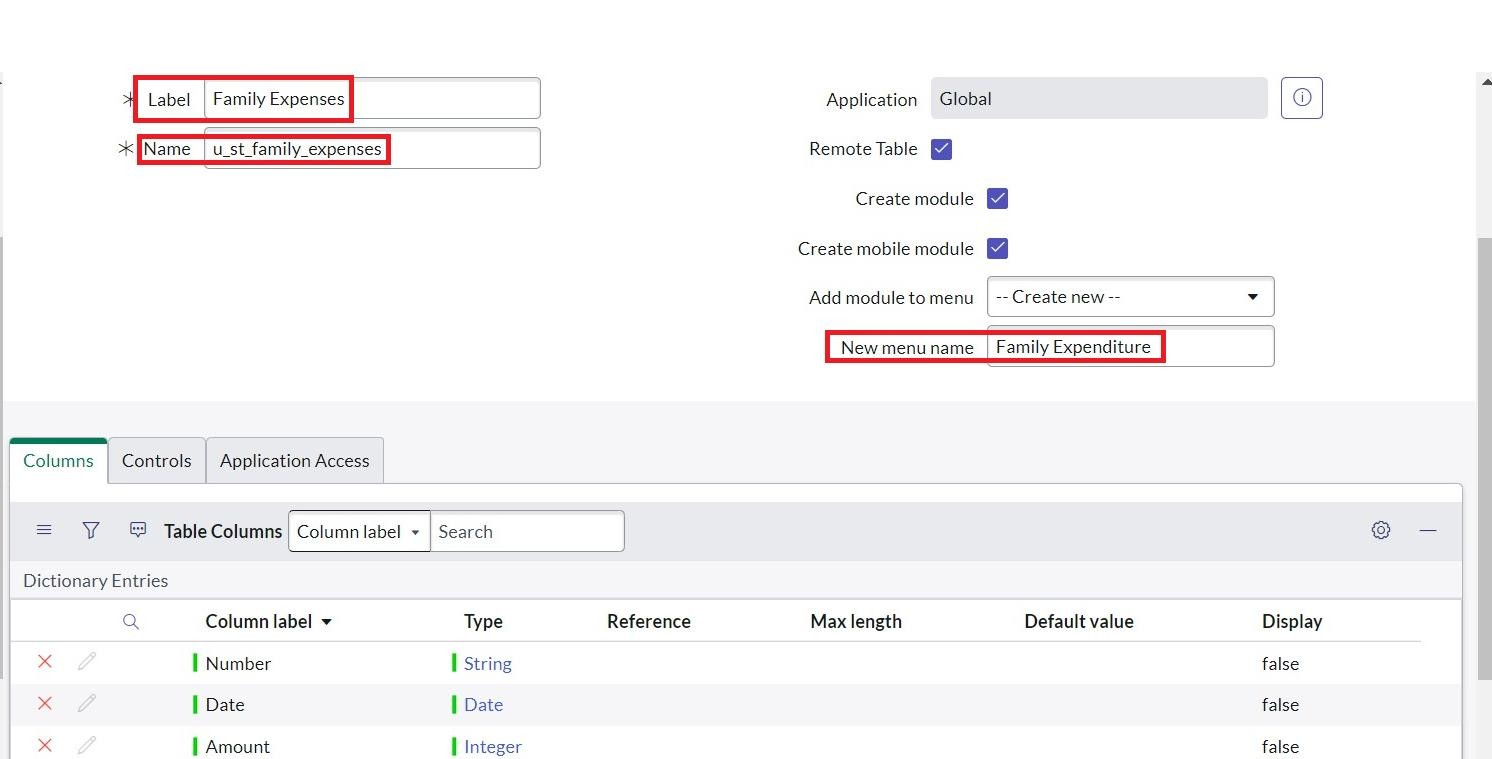 * Label Family Expenses
Application Global
* Name u_st_family_expenses
Remote Table
Create module
Create mobile module
Add module to menu -- Create new --
New menu name Family Expenditure
Columns Controls Application Access
Table Columns Column label Search
Dictionary Entries
Column label Type Reference Max length Default value Display
Number String false
Date Date false
Amount Integer false